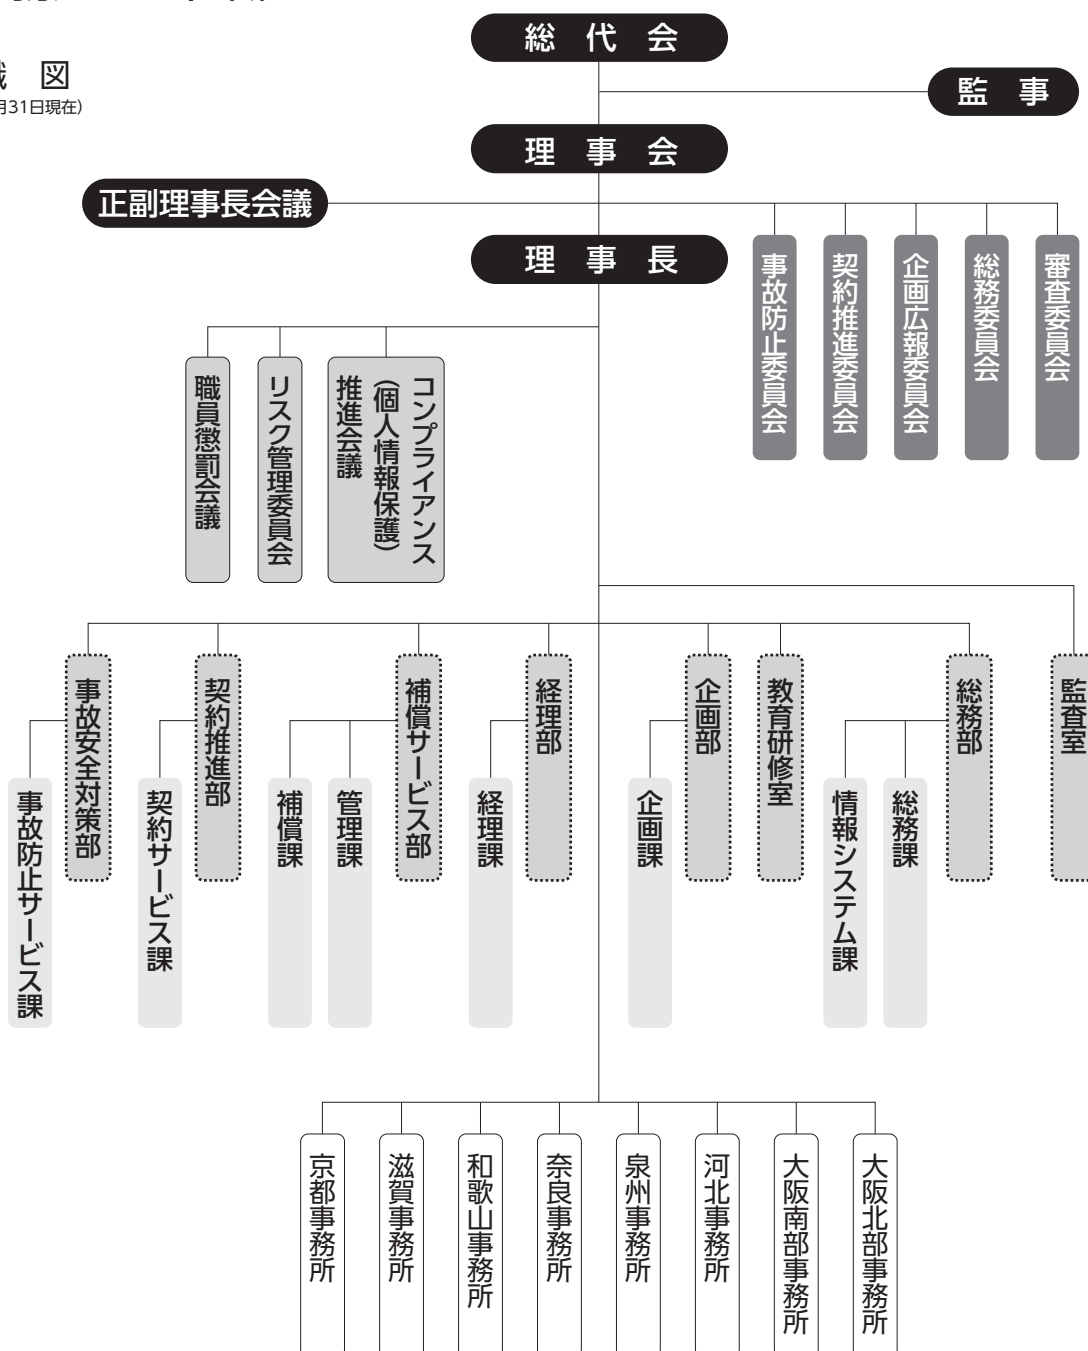 図
月31日現在)
総代会
監事
理事会
正副理事長会議
理事長
審査委員会
総務委員会
企画広報委員会
契約推進委員会
事故防止委員会
コンプライアンス
(個人情報保護)
推進会議
リスク管理委員会
職員懲罰会議
監査室
総務部
教育研修室
企画部
経理部
補償サービス部
契約推進部
事故安全対策部
総務課
情報システム課
企画課
経理課
管理課
補償課
契約サービス課
事故防止サービス課
大阪北部事務所
大阪南部事務所
河北事務所
泉州事務所
奈良事務所
和歌山事務所
滋賀事務所
京都事務所